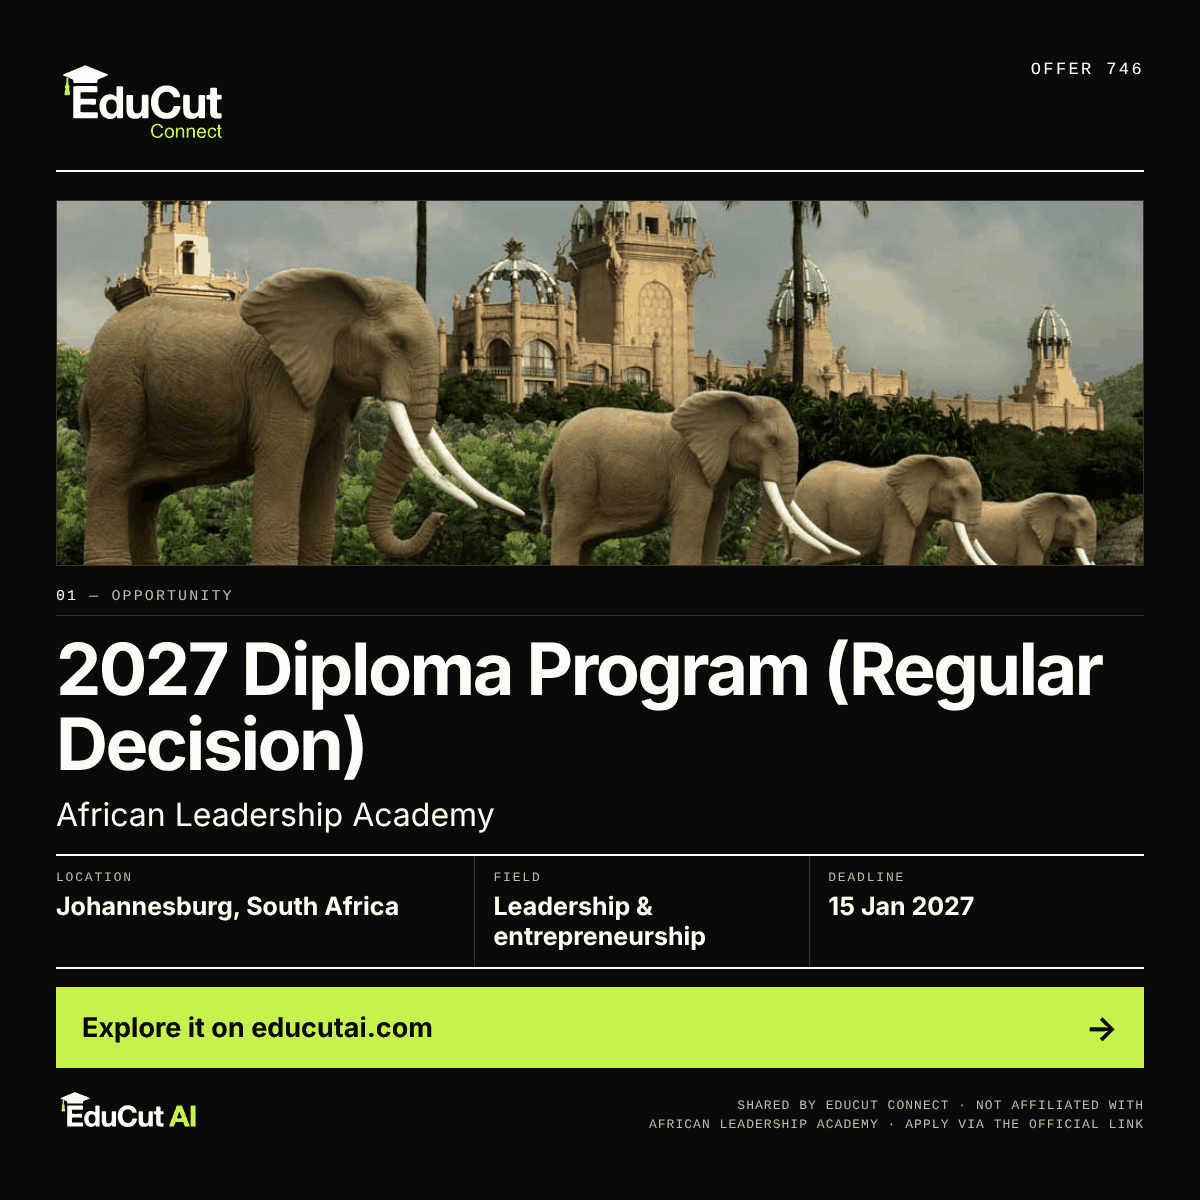 EduCut
Connect
OFFER 746
01 — OPPORTUNITY
2027 Diploma Program (Regular
Decision)
African Leadership Academy
LOCATION
Johannesburg, South Africa
FIELD
Leadership &
entrepreneurship
DEADLINE
15 Jan 2027
Explore it on educutai.com →
EduCut AI
SHARED BY EDUCUT CONNECT · NOT AFFILIATED WITH
AFRICAN LEADERSHIP ACADEMY · APPLY VIA THE OFFICIAL LINK